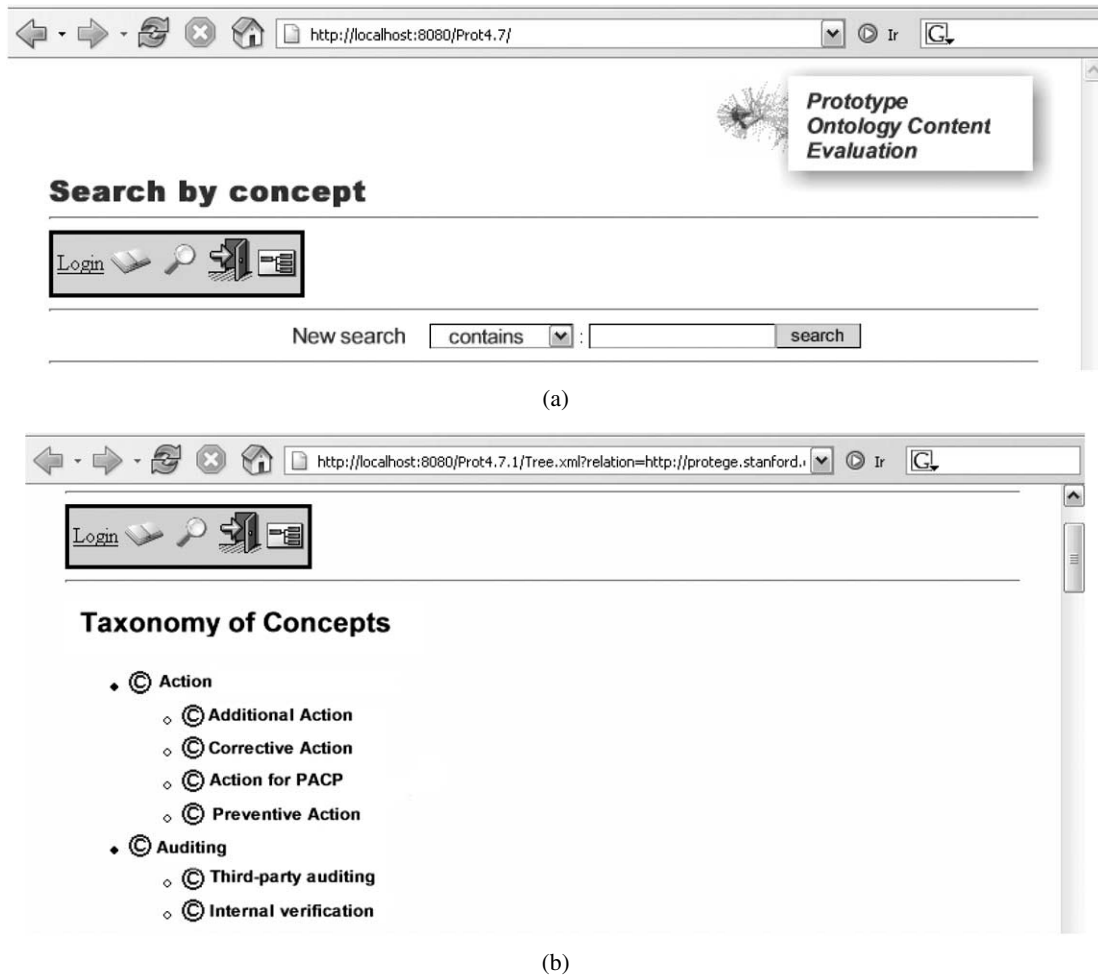 http://localhost:8080/Prot4.7/
Ir
G
Prototype
Ontology Content
Evaluation
Search by concept
Login
New search contains : search
(a)
http://localhost:8080/Prot4.7.1/Tree.xml?relation=http://protege.stanford.
Ir
G
Login
Taxonomy of Concepts
© Action
© Additional Action
© Corrective Action
© Action for PACP
© Preventive Action
© Auditing
© Third-party auditing
© Internal verification
(b)